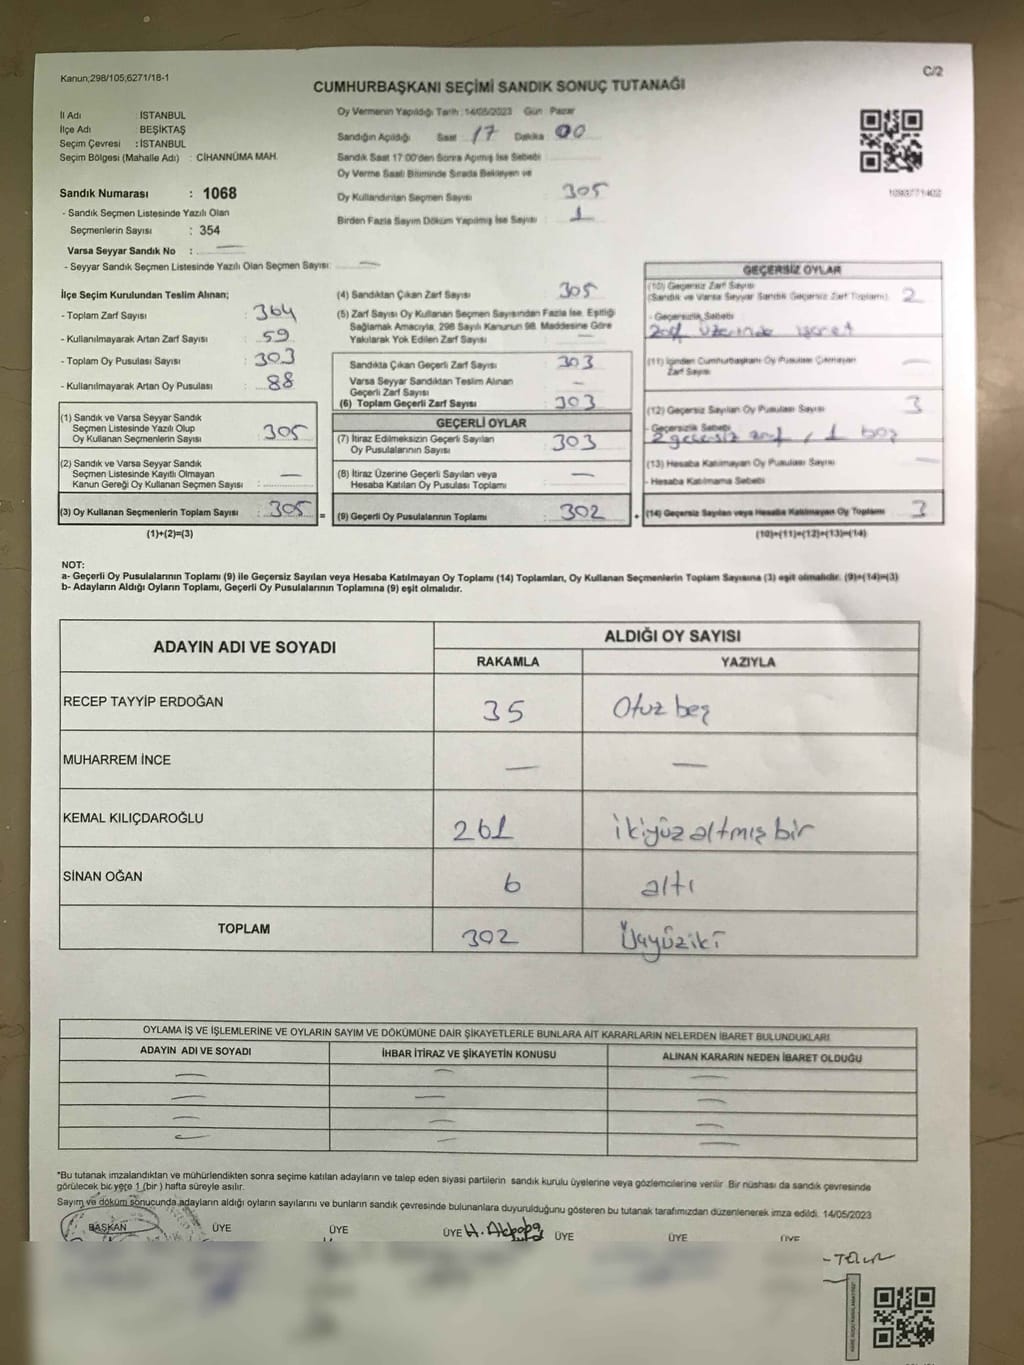 Kanun;298/105;6271/18-1
C/2
CUMHURBAŞKANI SEÇİMİ SANDIK SONUÇ TUTANAĞI
İl Adı : İSTANBUL
İlçe Adı : BEŞİKTAŞ
Seçim Çevresi : İSTANBUL
Seçim Bölgesi (Mahalle Adı) : CİHANNÜMA MAH.
Sandık Numarası : 1068
- Sandık Seçmen Listesinde Yazılı Olan
Seçmenlerin Sayısı : 354
Varsa Seyyar Sandık No : —
- Seyyar Sandık Seçmen Listesinde Yazılı Olan Seçmen Sayısı: —
Oy Vermenin Yapıldığı Tarih :14/05/2023 Gün : Pazar
Sandığın Açıldığı Saat : 17 Dakika : 00
Sandık Saat 17:00'den Sonra Açımış İse Sebebi :
Oy Verme Saati Bitiminde Sırada Bekleyen ve
Oy Kullandırılan Seçmen Sayısı : 305
Birden Fazla Sayım Döküm Yapılmış İse Sayısı : 1
1093771402
İlçe Seçim Kurulundan Teslim Alınan;
- Toplam Zarf Sayısı : 364
- Kullanılmayarak Artan Zarf Sayısı : 59
- Toplam Oy Pusulası Sayısı : 303
- Kullanılmayarak Artan Oy Pusulası : 88
(1) Sandık ve Varsa Seyyar Sandık
Seçmen Listesinde Yazılı Olup
Oy Kullanan Seçmenlerin Sayısı : 305
(2) Sandık ve Varsa Seyyar Sandık
Seçmen Listesinde Kayıtlı Olmayan
Kanun Gereği Oy Kullanan Seçmen Sayısı : —
(3) Oy Kullanan Seçmenlerin Toplam Sayısı : 305 =
(1)+(2)=(3)
(4) Sandıktan Çıkan Zarf Sayısı : 305
(5) Zarf Sayısı Oy Kullanan Seçmen Sayısından Fazla İse, Eşitliği
Sağlamak Amacıyla, 298 Sayılı Kanunun 98. Maddesine Göre
Yakılarak Yok Edilen Zarf Sayısı : —
Sandıkta Çıkan Geçerli Zarf Sayısı : 303
Varsa Seyyar Sandıktan Teslim Alınan
Geçerli Zarf Sayısı : —
(6) Toplam Geçerli Zarf Sayısı : 303
GEÇERLİ OYLAR
(7) İtiraz Edilmeksizin Geçerli Sayılan
Oy Pusulalarının Sayısı : 303
(8) İtiraz Üzerine Geçerli Sayılan veya
Hesaba Katılan Oy Pusulası Toplamı : —
(9) Geçerli Oy Pusulalarının Toplamı : 302 +
GEÇERSİZ OYLAR
(10) Geçersiz Zarf Sayısı
(Sandık ve Varsa Seyyar Sandık Geçersiz Zarf Toplamı) : 2
- Geçersizlik Sebebi
zarf üzerinde işaret
(11) İçinden Cumhurbaşkanı Oy Pusulası Çıkmayan
Zarf Sayısı : —
(12) Geçersiz Sayılan Oy Pusulası Sayısı : 3
- Geçersizlik Sebebi
2 geçersiz zarf, 1 boş
(13) Hesaba Katılmayan Oy Pusulası Sayısı : —
- Hesaba Katılmama Sebebi
(14) Geçersiz Sayılan veya Hesaba Katılmayan Oy Toplamı : 3
(10)+(11)+(12)+(13)=(14)
NOT:
a- Geçerli Oy Pusulalarının Toplamı (9) ile Geçersiz Sayılan veya Hesaba Katılmayan Oy Toplamı (14) Toplamları, Oy Kullanan Seçmenlerin Toplam Sayısına (3) eşit olmalıdır. (9)+(14)=(3)
b- Adayların Aldığı Oyların Toplamı, Geçerli Oy Pusulalarının Toplamına (9) eşit olmalıdır.
ADAYIN ADI VE SOYADI
ALDIĞI OY SAYISI
RAKAMLA YAZIYLA
RECEP TAYYİP ERDOĞAN 35 Otuz beş
MUHARREM İNCE — —
KEMAL KILIÇDAROĞLU 261 ikiyüz altmış bir
SİNAN OĞAN 6 altı
TOPLAM 302 Üçyüziki
OYLAMA İŞ VE İŞLEMLERİNE VE OYLARIN SAYIM VE DÖKÜMÜNE DAİR ŞİKAYETLERLE BUNLARA AİT KARARLARIN NELERDEN İBARET BULUNDUKLARI
ADAYIN ADI VE SOYADI İHBAR İTİRAZ VE ŞİKAYETİN KONUSU ALINAN KARARIN NEDEN İBARET OLDUĞU
— — —
— — —
— — —
— — —
*Bu tutanak imzalandıktan ve mühürlendikten sonra seçime katılan adayların ve talep eden siyasi partilerin sandık kurulu üyelerine veya gözlemcilerine verilir. Bir nüshası da sandık çevresinde
görülecek bir yere 1 (bir) hafta süreyle asılır.
Sayım ve döküm sonucunda adayların aldığı oyların sayılarını ve bunların sandık çevresinde bulunanlara duyurulduğunu gösteren bu tutanak tarafımızdan düzenlenerek imza edildi. 14/05/2023
BAŞKAN ÜYE ÜYE ÜYE H. Akpopa ÜYE ÜYE ÜYE